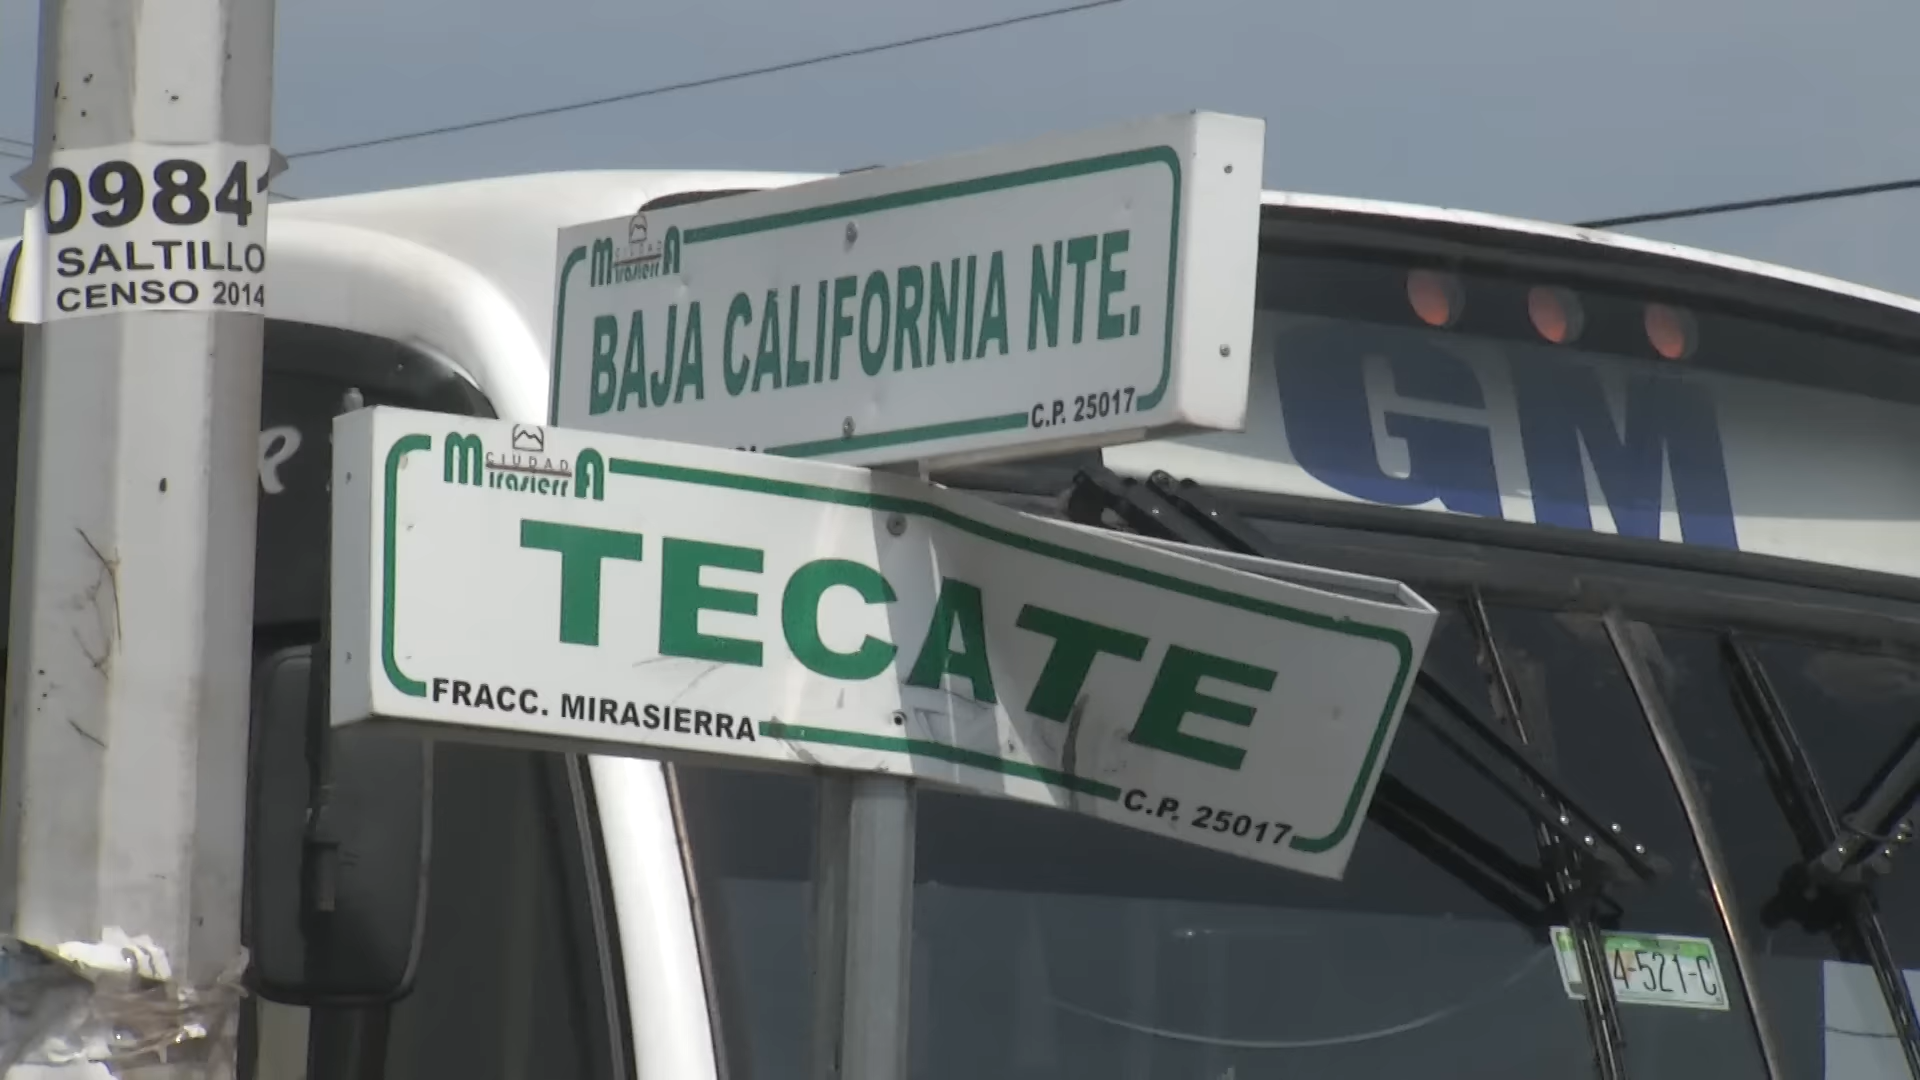 0984
SALTILLO
CENSO 2014
CIUDAD
MirasierrA
BAJA CALIFORNIA NTE.
C.P. 25017
CIUDAD
MirasierrA
TECATE
FRACC. MIRASIERRA
C.P. 25017
GM
4-521-C